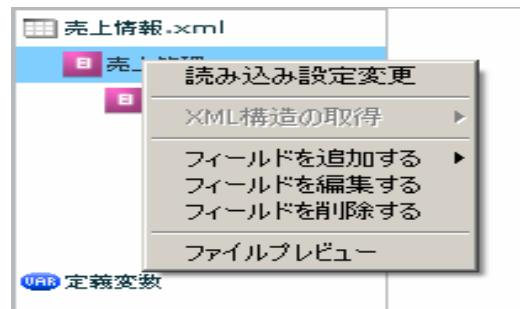 売上情報.xml
売上管理
読み込み設定変更
XML構造の取得
フィールドを追加する
フィールドを編集する
フィールドを削除する
ファイルプレビュー
VAR 定義変数